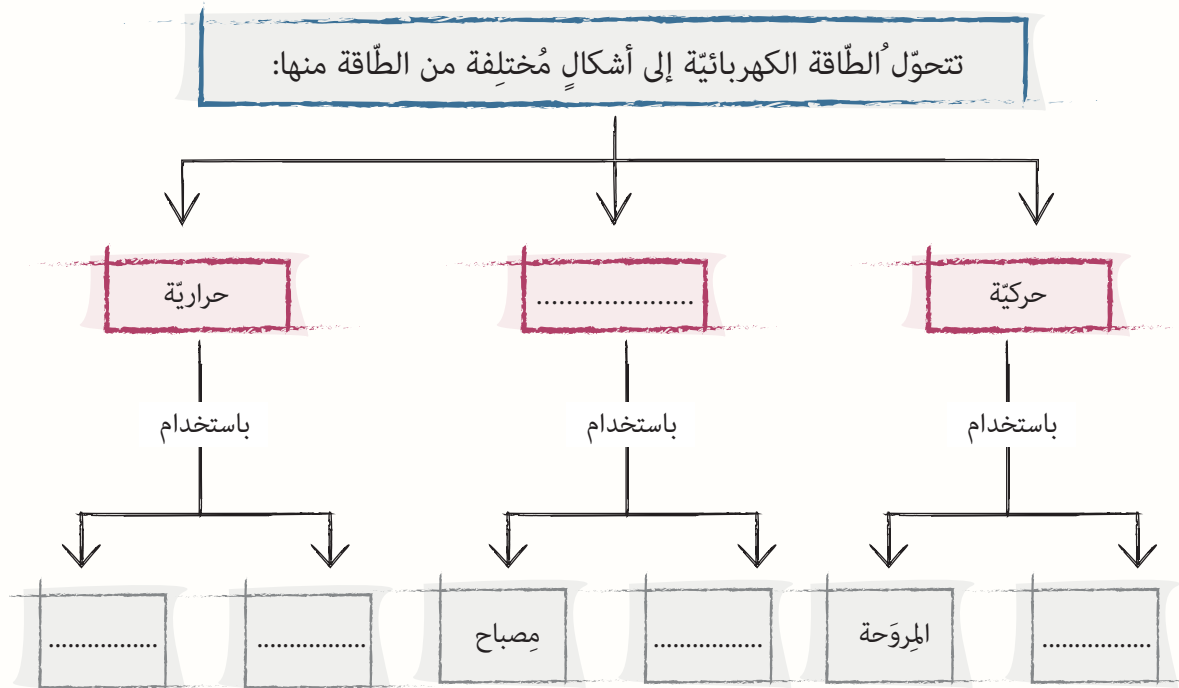 تتحوّل ُالطّاقة الكهربائيّة إلى أشكالٍ مُختلِفة من الطّاقة منها:
حركيّة
.....................
حراريّة
باستخدام
باستخدام
باستخدام
.................
المِروَحة
.................
مِصباح
.................
.................